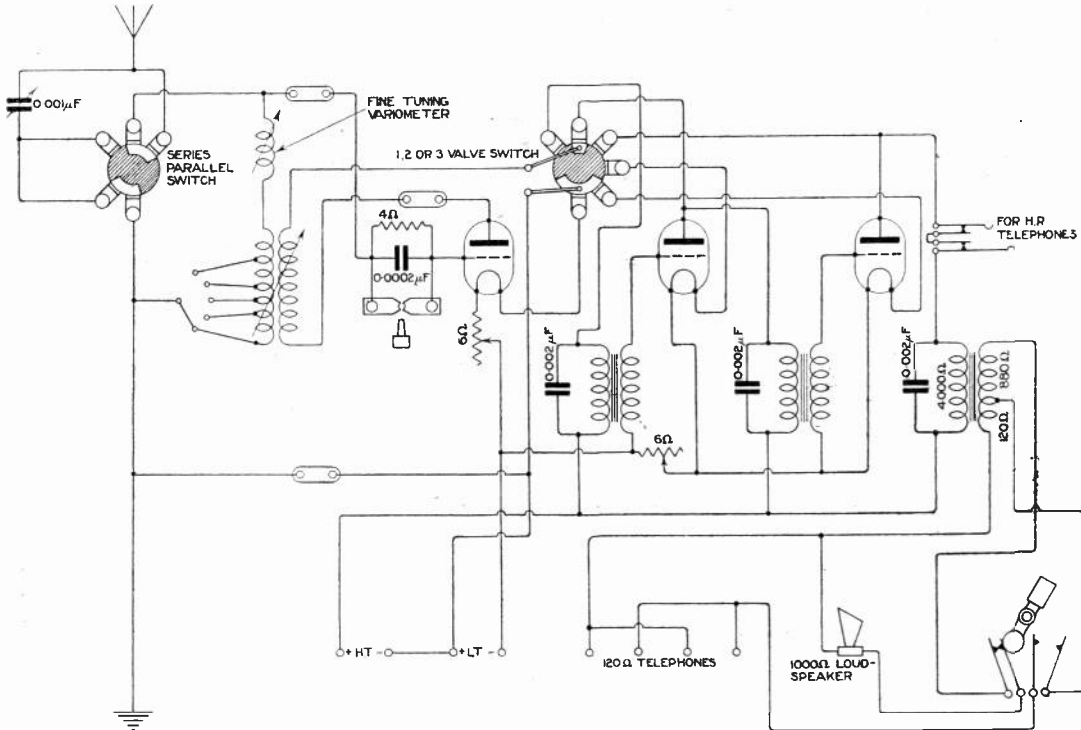 0·001µF
SERIES
PARALLEL
SWITCH
FINE TUNING
VARIOMETER
1, 2 OR 3 VALVE SWITCH
4Ω
0·0002µF
6Ω
0·002µF
6Ω
0·002µF
FOR H.R
TELEPHONES
0·002µF
4000Ω
880Ω
120Ω
+ HT -
+ LT -
120Ω TELEPHONES
1000Ω LOUD-
SPEAKER